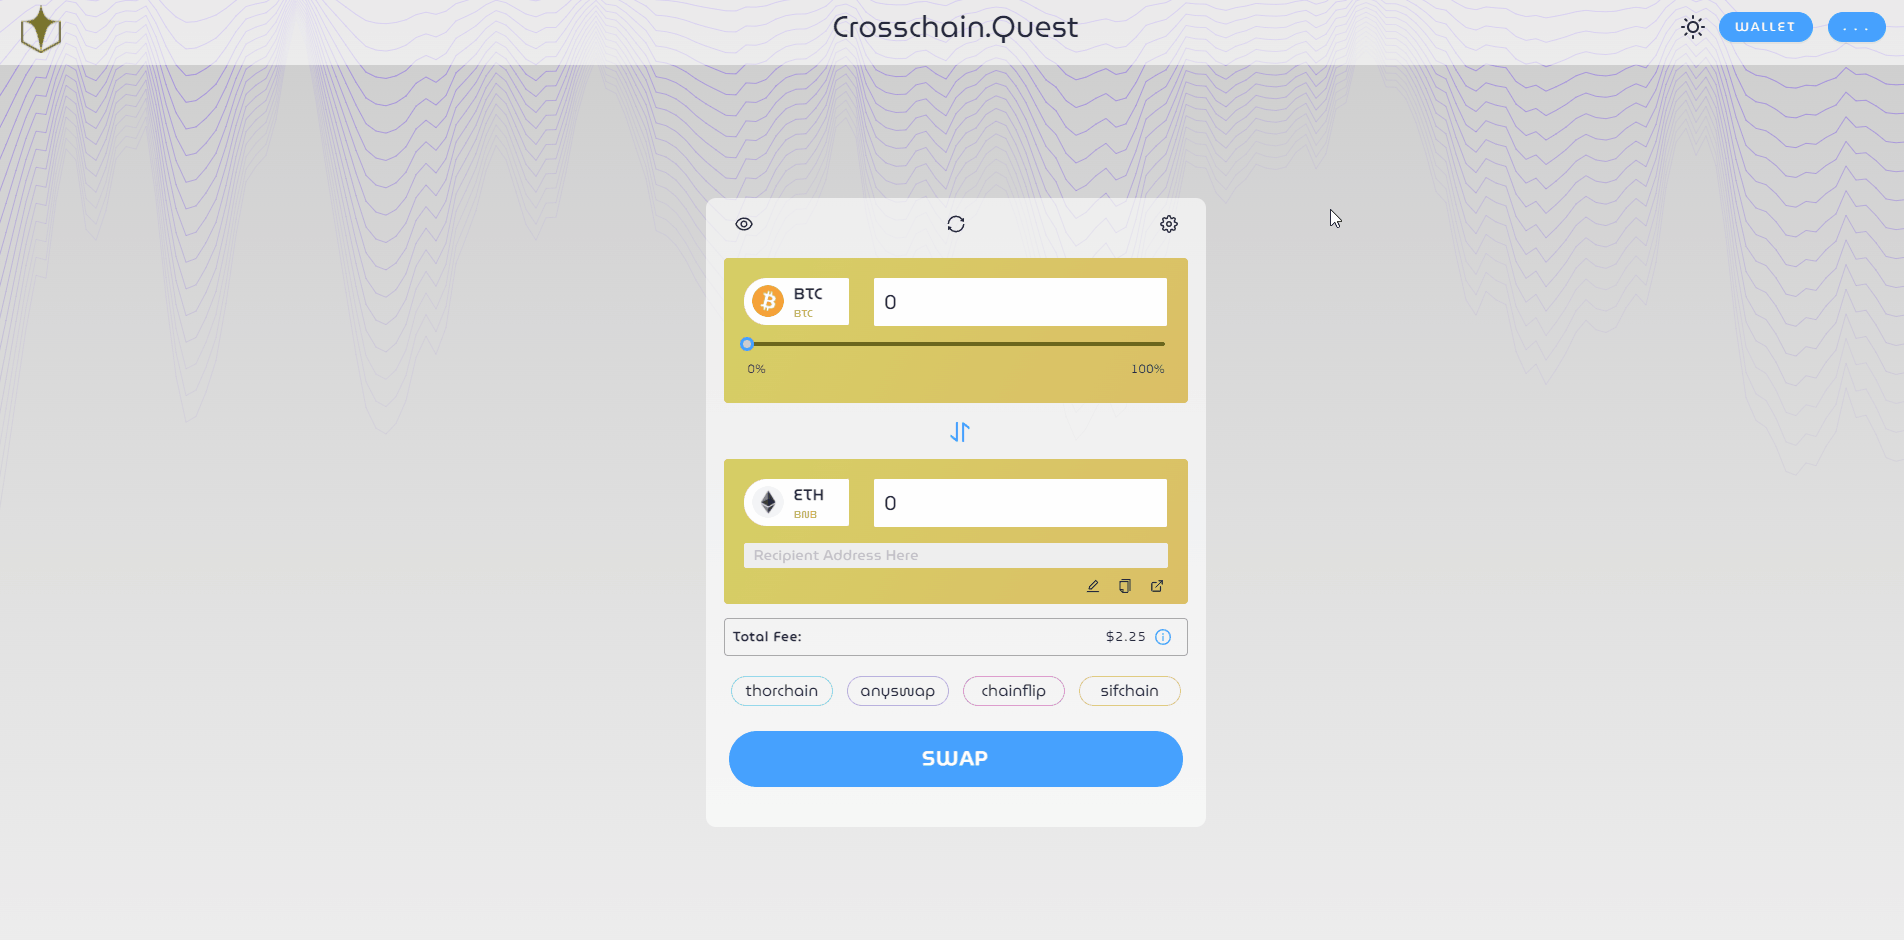 Crosschain.Quest
WALLET
...
BTC
BTC
0
0%
100%
ETH
BNB
0
Recipient Address Here
Total Fee:
$2.25
thorchain
anyswap
chainflip
sifchain
SWAP